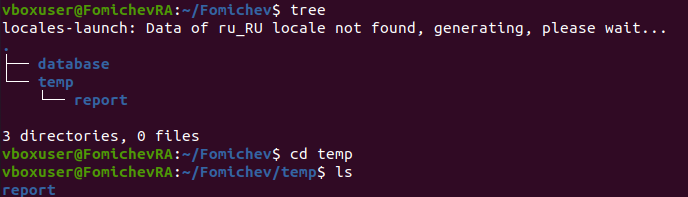 vboxuser@FomichevRA:~/Fomichev$ tree
locales-launch: Data of ru_RU locale not found, generating, please wait...
.
├── database
└── temp
    └── report
3 directories, 0 files
vboxuser@FomichevRA:~/Fomichev$ cd temp
vboxuser@FomichevRA:~/Fomichev/temp$ ls
report